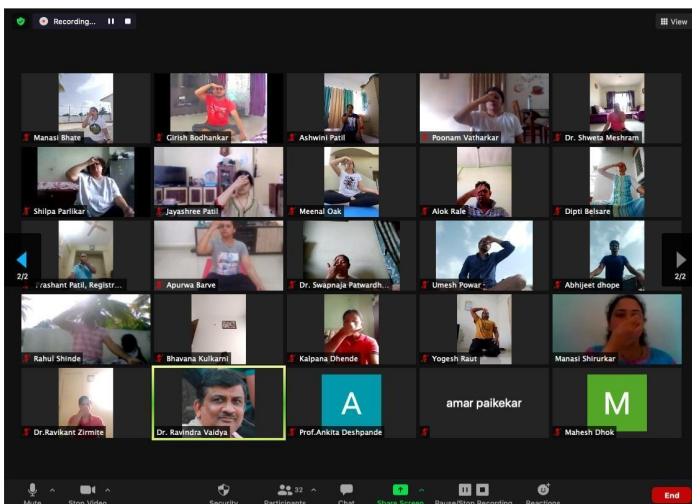 Recording...
View
Manasi Bhate
Girish Bodhankar
Ashwini Patil
Poonam Vatharkar
Dr. Shweta Meshram
Shilpa Parlikar
Jayashree Patil
Meenal Oak
Alok Rale
Dipti Belsare
2/2
Prashant Patil, Registr...
Apurwa Barve
Dr. Swapnaja Patwardh...
Umesh Powar
Abhijeet dhope
2/2
Rahul Shinde
Bhavana Kulkarni
Kalpana Dhende
Yogesh Raut
Manasi Shirurkar
Dr.Ravikant Zirmite
Dr. Ravindra Vaidya
A
Prof.Ankita Deshpande
amar paikekar
M
Mahesh Dhok
Mute
Stop Video
Security
Participants
32
Chat
Share Screen
Pause/Stop Recording
Reactions
End